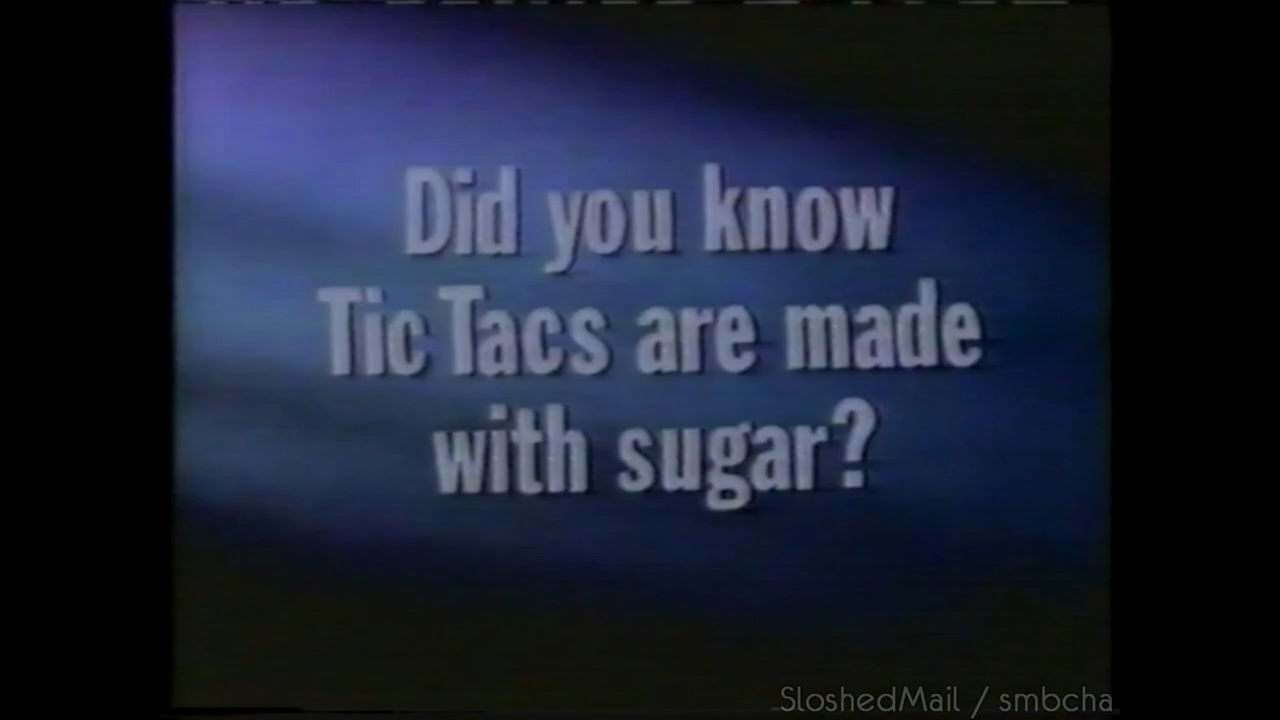 Did you know
Tic Tacs are made
with sugar?
SloshedMail / smbcha